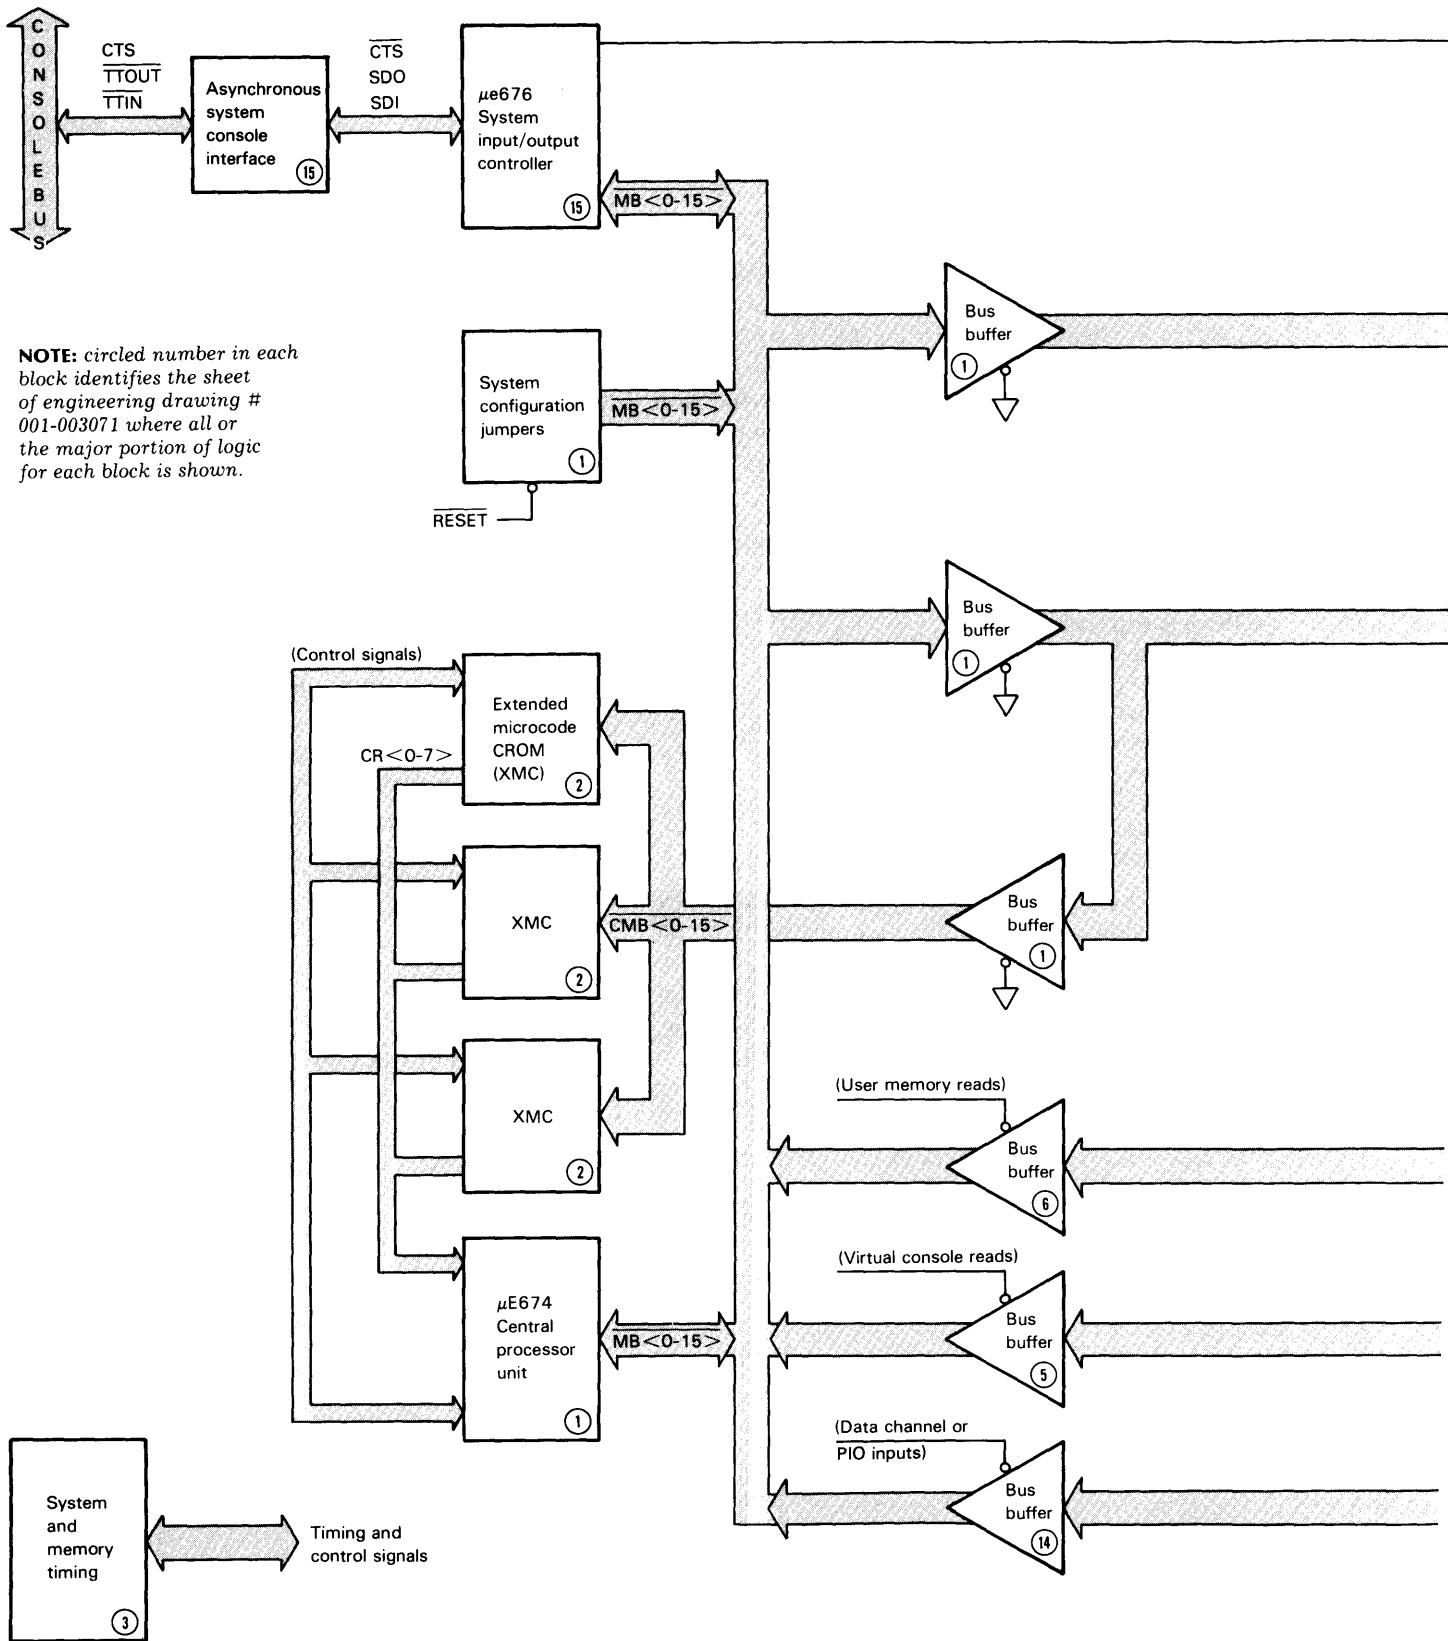 CONSOLE BUS
CTS
TTOUT
TTIN
Asynchronous
system
console
interface
15
CTS
SDO
SDI
μe676
System
input/output
controller
15
MB<0-15>
NOTE: circled number in each
block identifies the sheet
of engineering drawing #
001-003071 where all or
the major portion of logic
for each block is shown.
System
configuration
jumpers
1
MB<0-15>
RESET
Bus
buffer
1
Bus
buffer
1
(Control signals)
Extended
microcode
CROM
(XMC)
2
CR<0-7>
XMC
2
CMB<0-15>
Bus
buffer
1
XMC
2
(User memory reads)
Bus
buffer
6
μE674
Central
processor
unit
1
MB<0-15>
(Virtual console reads)
Bus
buffer
5
(Data channel or
PIO inputs)
Bus
buffer
14
System
and
memory
timing
3
Timing and
control signals